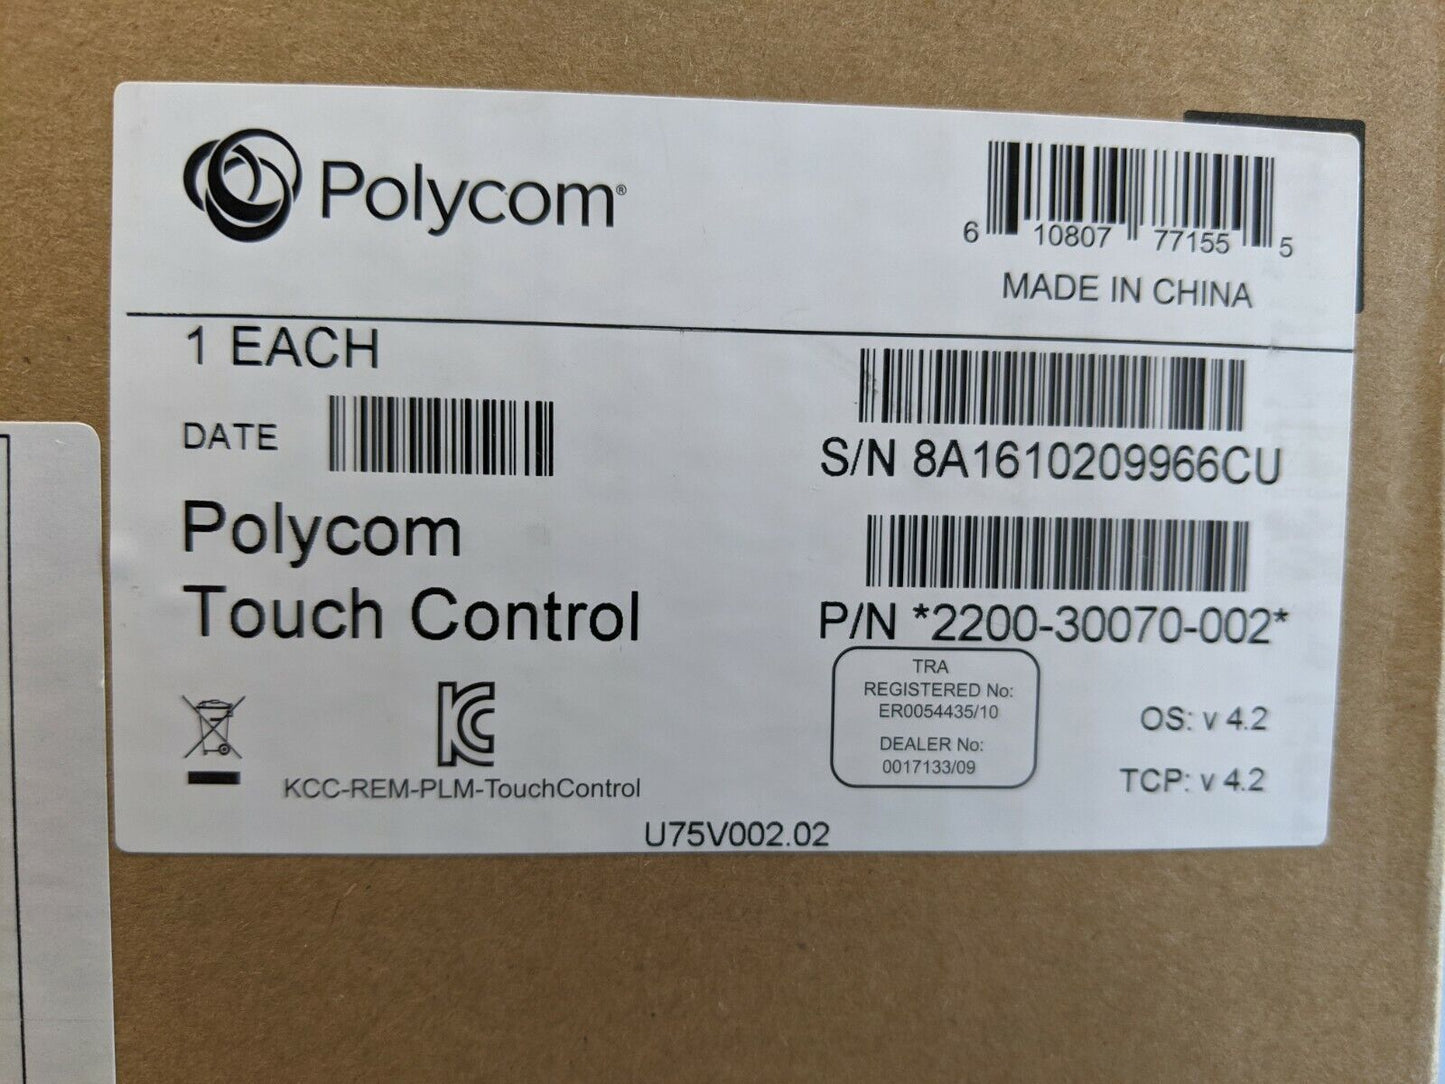 Polycom®
6 10807 77155 5
MADE IN CHINA
1 EACH
DATE
S/N 8A1610209966CU
Polycom
Touch Control
P/N *2200-30070-002*
TRA
REGISTERED No:
ER0054435/10
DEALER No:
0017133/09
OS: v 4.2
TCP: v 4.2
KC
KCC-REM-PLM-TouchControl
U75V002.02